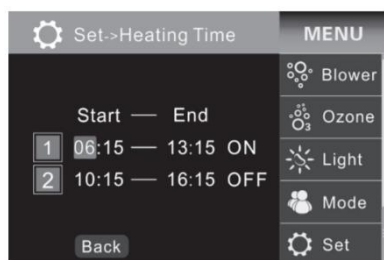 Set->Heating Time
MENU
Start — End
1 06:15 — 13:15 ON
2 10:15 — 16:15 OFF
Back
Blower
O3 Ozone
Light
Mode
Set